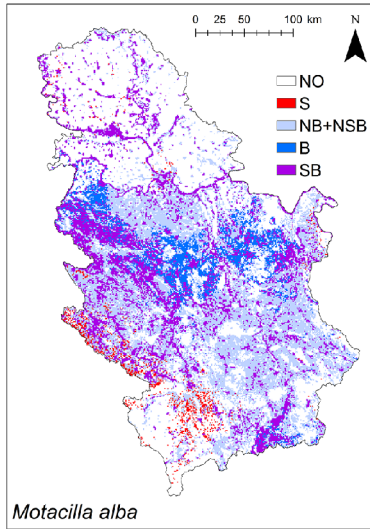 0 25 50 100 km
N
NO
S
NB+NSB
B
SB
Motacilla alba